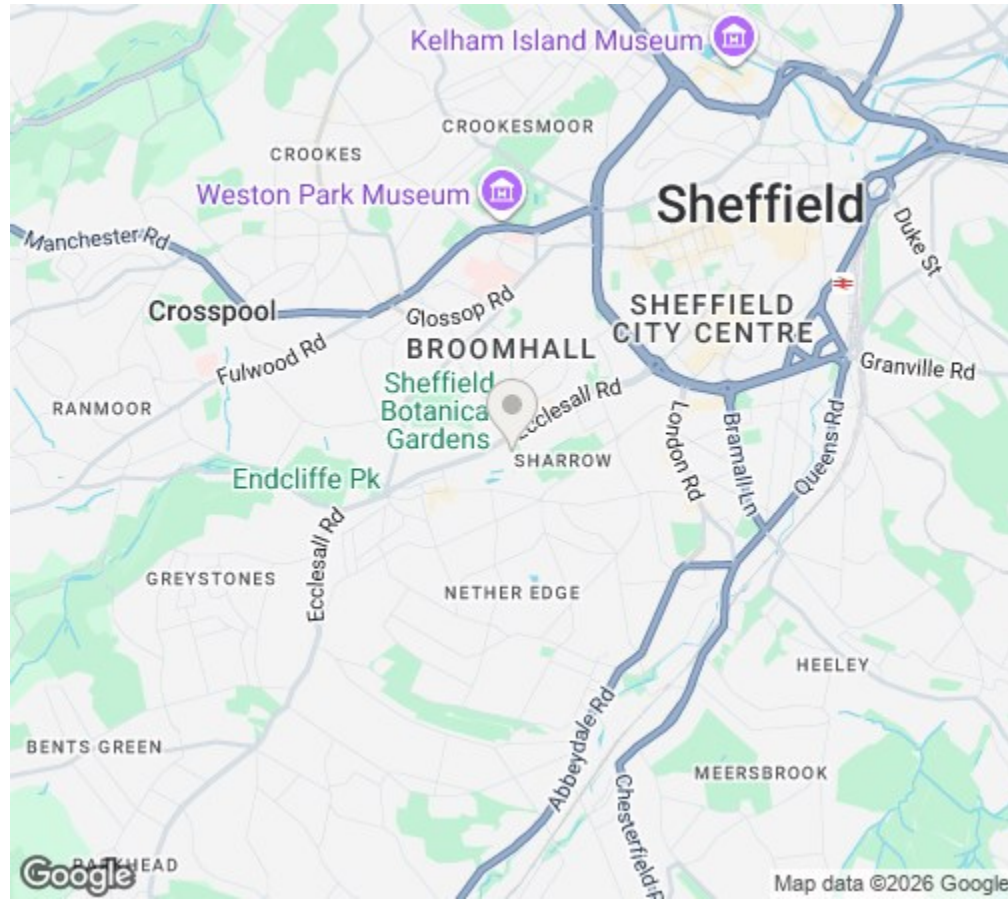 Kelham Island Museum
CROOKESMOOR
CROOKES
Weston Park Museum
Sheffield
Manchester Rd
Duke St
Crosspool
Glossop Rd
SHEFFIELD
CITY CENTRE
Fulwood Rd
BROOMHALL
Granville Rd
Sheffield
Botanica
Gardens
Ecclesall Rd
RANMOOR
London Rd
Bramall Ln
Queens Rd
SHARROW
Endcliffe Pk
Ecclesall Rd
GREYSTONES
NETHER EDGE
HEELEY
Abbeydale Rd
BENTS GREEN
MEERSBROOK
Chesterfield R
PARKHEAD
Google
Map data ©2026 Google